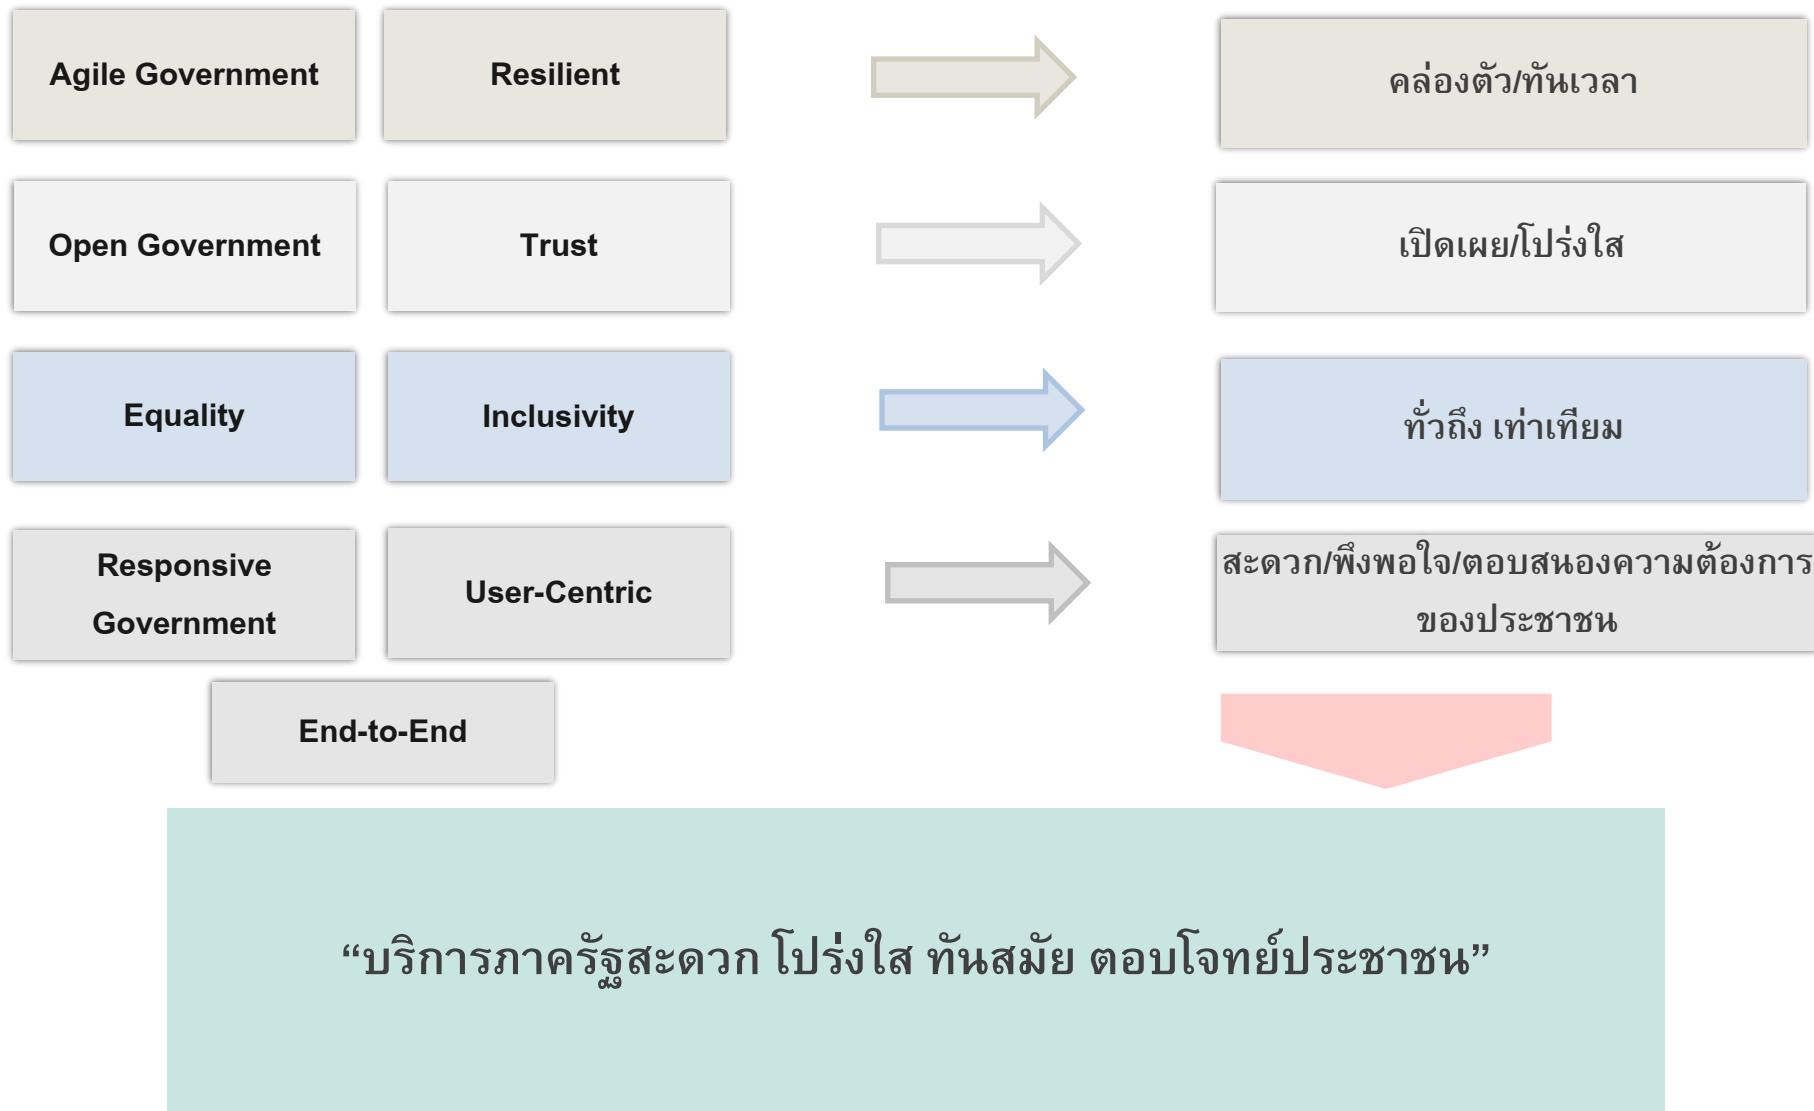 Agile Government
Resilient
คล่องตัว/ทันเวลา
Open Government
Trust
เปิดเผย/โปร่งใส
Equality
Inclusivity
ทั่วถึง เท่าเทียม
Responsive
Government
User-Centric
สะดวก/พึงพอใจ/ตอบสนองความต้องการ
ของประชาชน
End-to-End
“บริการภาครัฐสะดวก โปร่งใส ทันสมัย ตอบโจทย์ประชาชน”